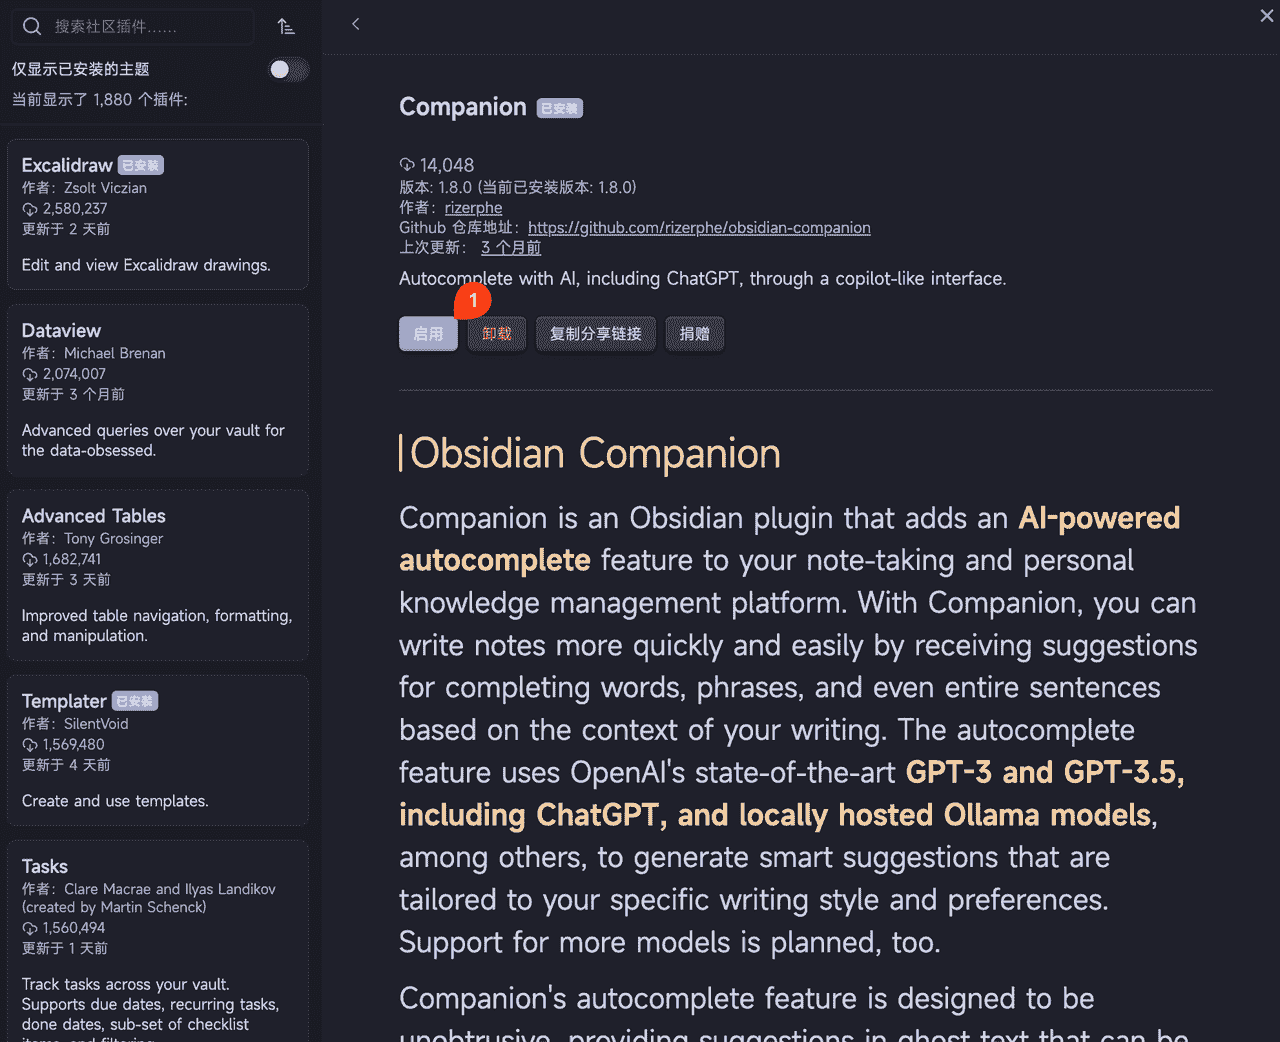 搜索社区插件……
仅显示已安装的主题
当前显示了 1,880 个插件:
Excalidraw 已安装
作者：Zsolt Viczian
2,580,237
更新于 2 天前
Edit and view Excalidraw drawings.
Dataview
作者：Michael Brenan
2,074,007
更新于 3 个月前
Advanced queries over your vault for
the data-obsessed.
Advanced Tables
作者：Tony Grosinger
1,682,741
更新于 3 天前
Improved table navigation, formatting,
and manipulation.
Templater 已安装
作者：SilentVoid
1,569,480
更新于 4 天前
Create and use templates.
Tasks
作者：Clare Macrae and Ilyas Landikov
(created by Martin Schenck)
1,560,494
更新于 1 天前
Track tasks across your vault.
Supports due dates, recurring tasks,
done dates, sub-set of checklist
items, and filtering.
Companion 已安装
14,048
版本: 1.8.0 (当前已安装版本: 1.8.0)
作者：rizerphe
Github 仓库地址：https://github.com/rizerphe/obsidian-companion
上次更新： 3 个月前
Autocomplete with AI, including ChatGPT, through a copilot-like interface.
1
启用 卸载 复制分享链接 捐赠
Obsidian Companion
Companion is an Obsidian plugin that adds an AI-powered
autocomplete feature to your note-taking and personal
knowledge management platform. With Companion, you can
write notes more quickly and easily by receiving suggestions
for completing words, phrases, and even entire sentences
based on the context of your writing. The autocomplete
feature uses OpenAI's state-of-the-art GPT-3 and GPT-3.5,
including ChatGPT, and locally hosted Ollama models,
among others, to generate smart suggestions that are
tailored to your specific writing style and preferences.
Support for more models is planned, too.
Companion's autocomplete feature is designed to be
unobtrusive, providing suggestions in ghost text that can be